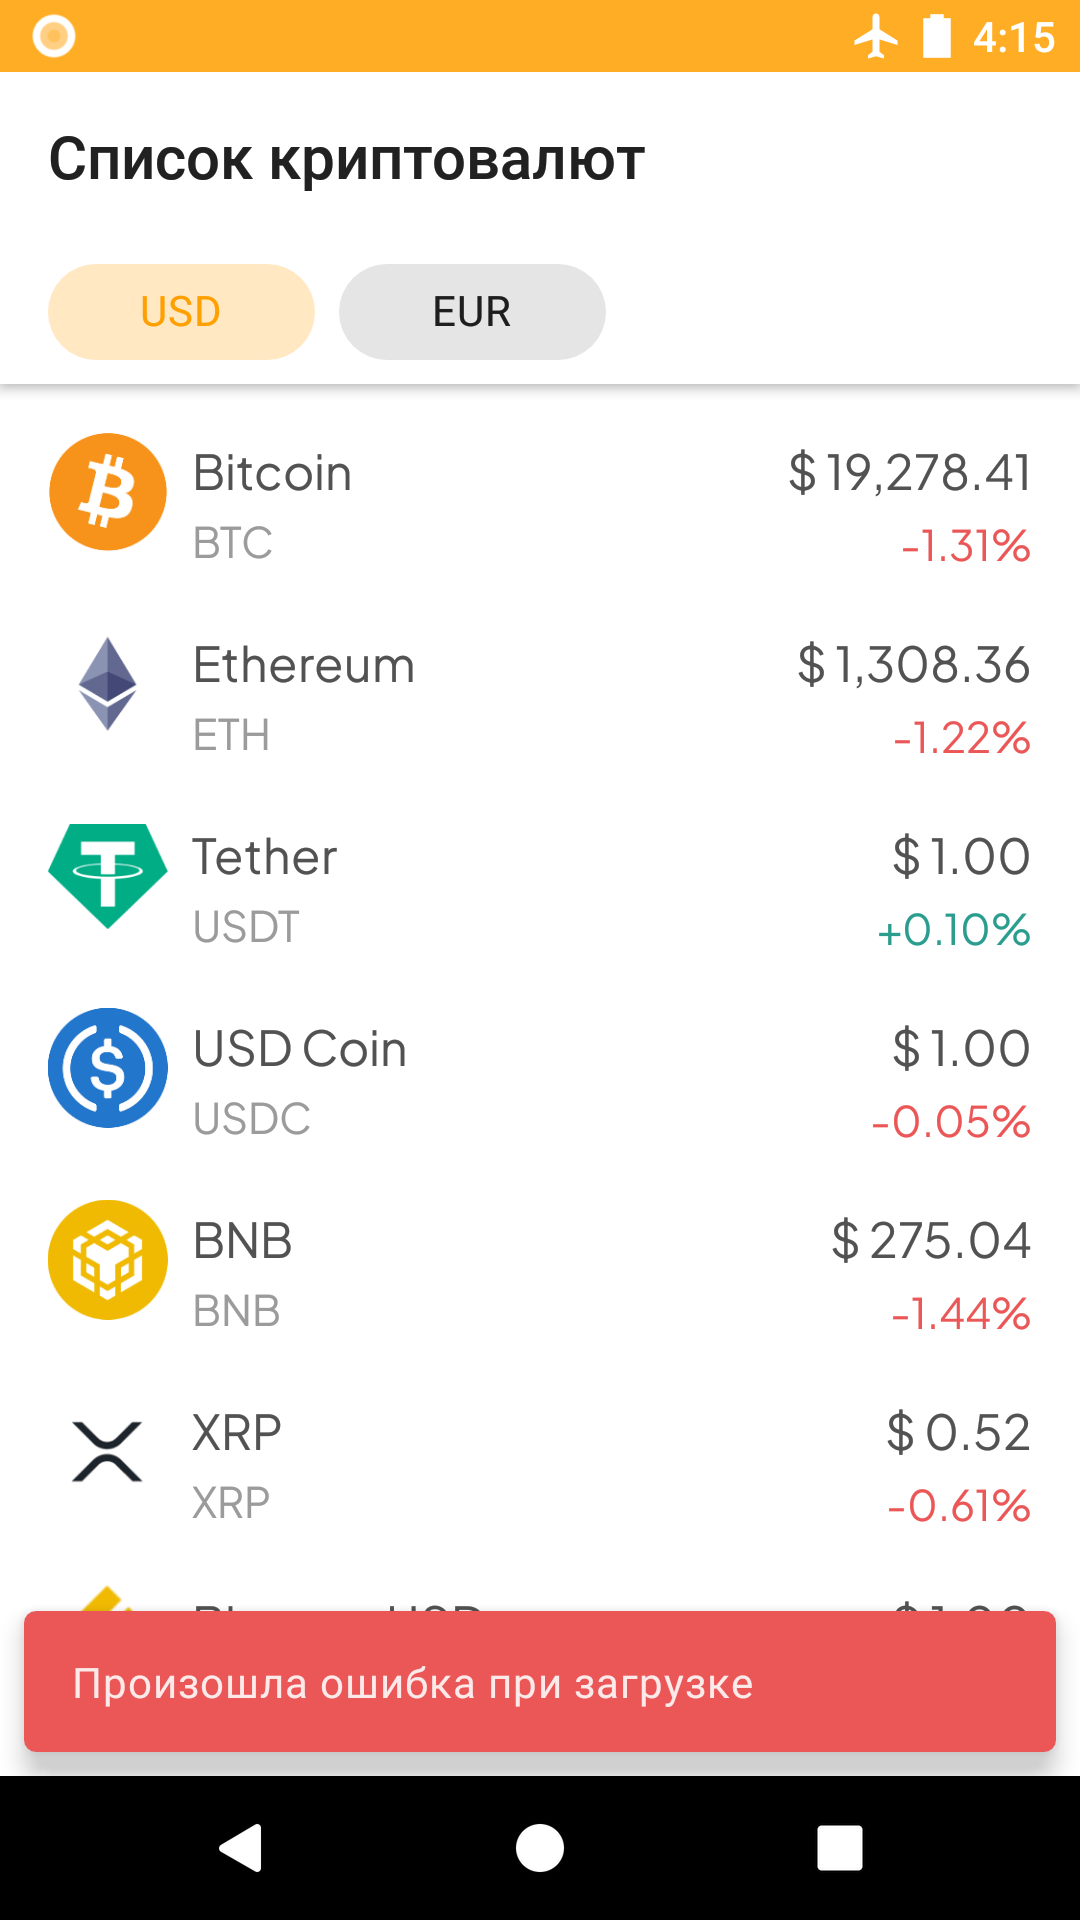 4:15
Список криптовалют
USD EUR
Bitcoin $ 19,278.41
BTC -1.31%
Ethereum $ 1,308.36
ETH -1.22%
Tether $ 1.00
USDT +0.10%
USD Coin $ 1.00
USDC -0.05%
BNB $ 275.04
BNB -1.44%
XRP $ 0.52
XRP -0.61%
USD
Произошла ошибка при загрузке